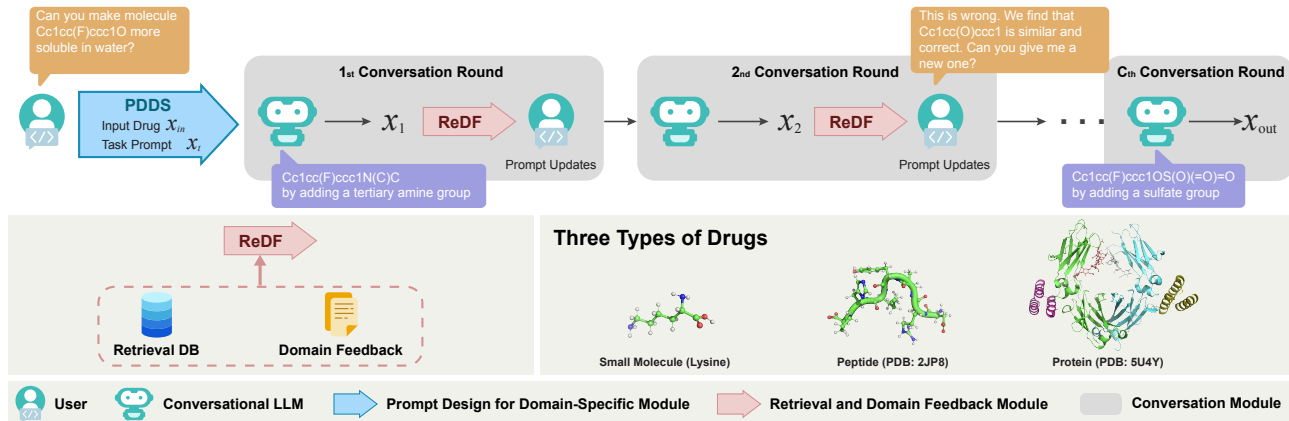 Can you make molecule
Cc1cc(F)ccc1O more
soluble in water?
PDDS
Input Drug x_in
Task Prompt x_t
1st Conversation Round
x_1
ReDF
Prompt Updates
Cc1cc(F)ccc1N(C)C
by adding a tertiary amine group
2nd Conversation Round
x_2
ReDF
Prompt Updates
This is wrong. We find that
Cc1cc(O)ccc1 is similar and
correct. Can you give me a
new one?
· · ·
Cth Conversation Round
x_out
Cc1cc(F)ccc1OS(O)(=O)=O
by adding a sulfate group
ReDF
Retrieval DB
Domain Feedback
Three Types of Drugs
Small Molecule (Lysine)
Peptide (PDB: 2JP8)
Protein (PDB: 5U4Y)
User
Conversational LLM
Prompt Design for Domain-Specific Module
Retrieval and Domain Feedback Module
Conversation Module